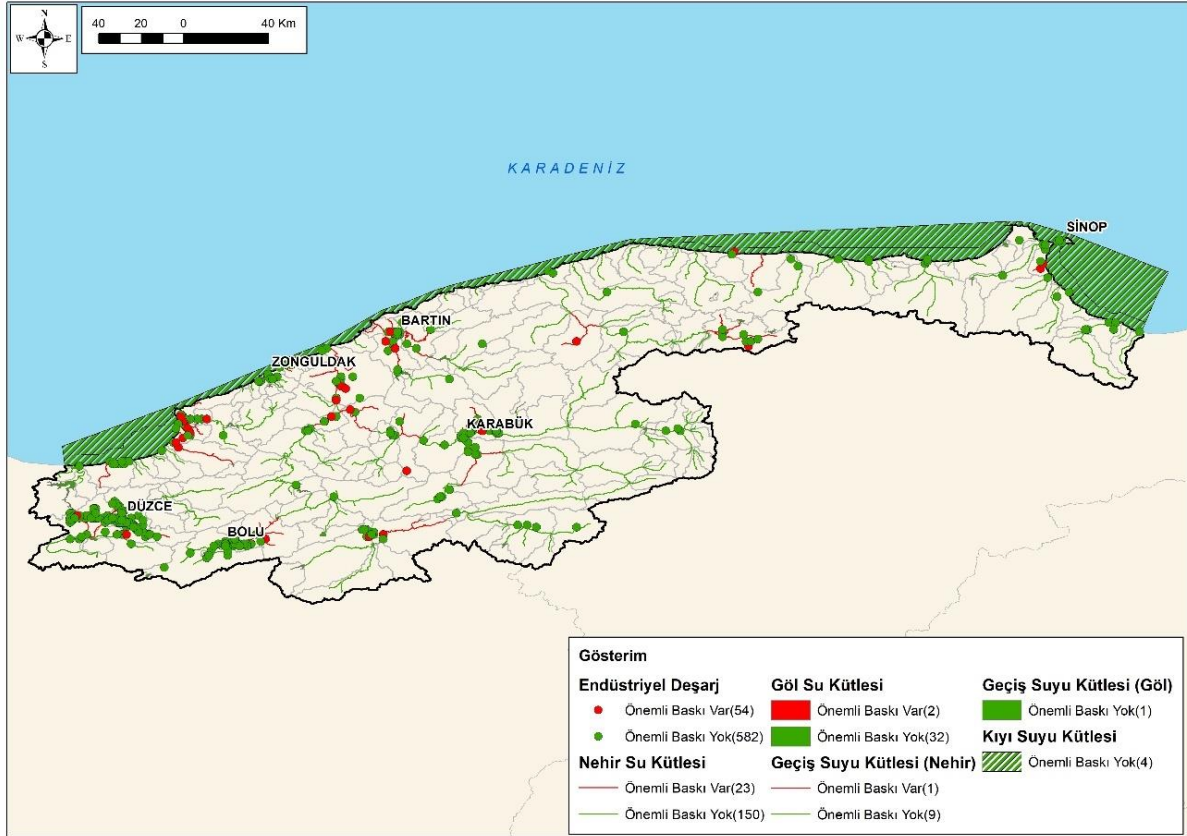 N
W E
S
40 20 0 40 Km
KARADENİZ
SİNOP
BARTIN
ZONGULDAK
KARABÜK
DÜZCE
BOLU
Gösterim
Endüstriyel Deşarj
Önemli Baskı Var(54)
Önemli Baskı Yok(582)
Nehir Su Kütlesi
Önemli Baskı Var(23)
Önemli Baskı Yok(150)
Göl Su Kütlesi
Önemli Baskı Var(2)
Önemli Baskı Yok(32)
Geçiş Suyu Kütlesi (Nehir)
Önemli Baskı Var(1)
Önemli Baskı Yok(9)
Geçiş Suyu Kütlesi (Göl)
Önemli Baskı Yok(1)
Kıyı Suyu Kütlesi
Önemli Baskı Yok(4)